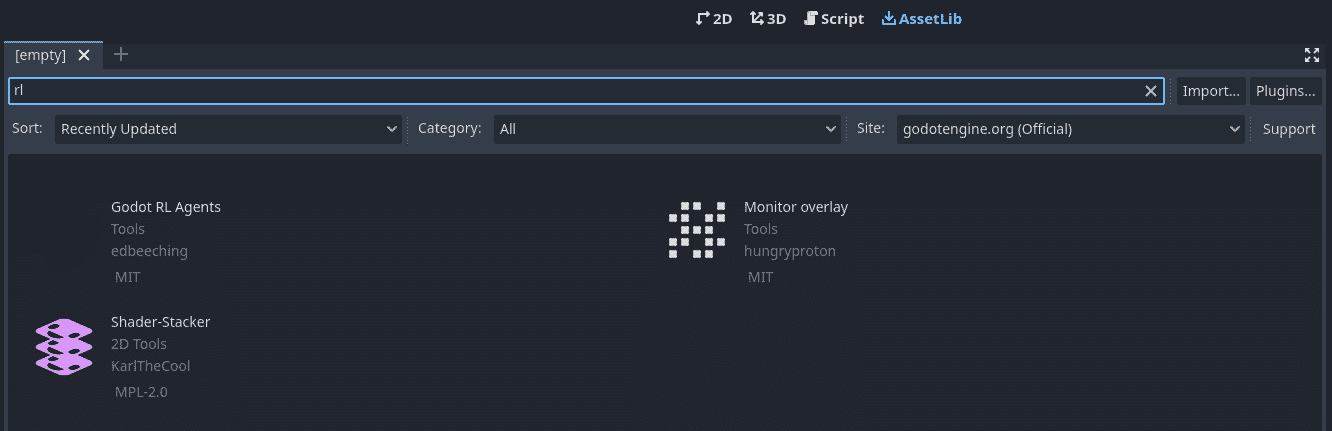 2D 3D Script AssetLib
[empty]
rl Import... Plugins...
Sort: Recently Updated Category: All Site: godotengine.org (Official) Support
Godot RL Agents
Tools
edbeeching
MIT
Monitor overlay
Tools
hungryproton
MIT
Shader-Stacker
2D Tools
KarlTheCool
MPL-2.0